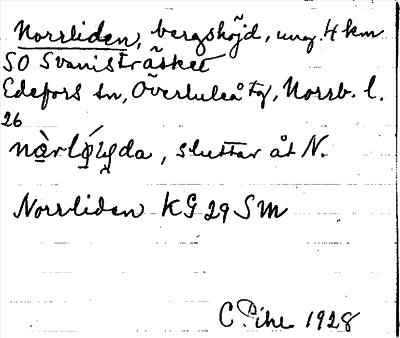 Norrliden, bergshöjd, ung. 4 km
SO Svanisträsket
Edefors sn, Överluleå tg, Norrb. l.
26
, sluttar åt N.
Norrliden KG 29 SM
C. Pihl 1928